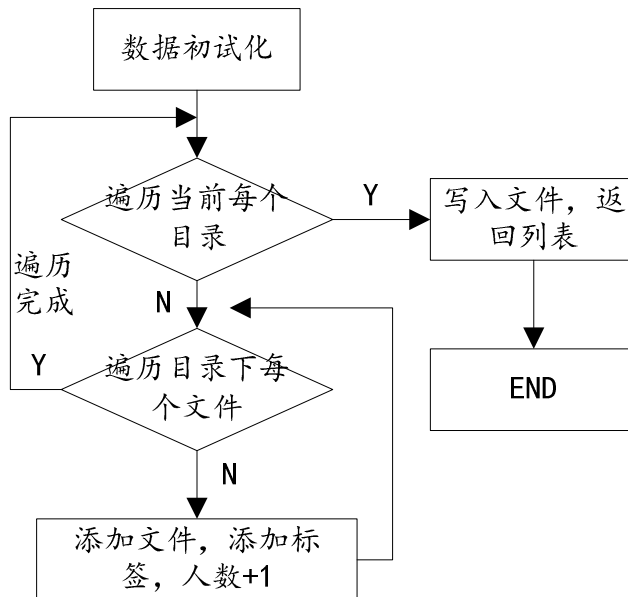 数据初试化
遍历当前每个
目录
Y
写入文件，返
回列表
遍历
完成
N
Y
遍历目录下每
个文件
END
N
添加文件，添加标
签，人数+1